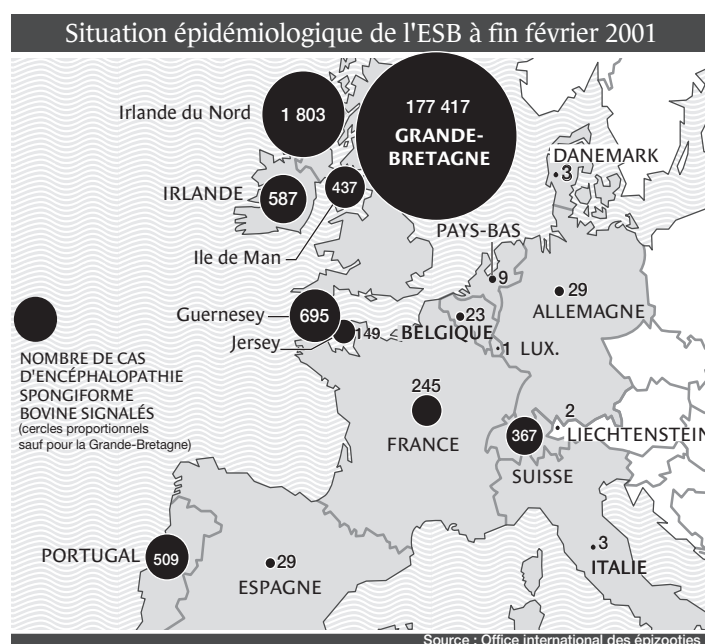 Situation épidémiologique de l'ESB à fin février 2001
Irlande du Nord
1 803
177 417
GRANDE-
BRETAGNE
DANEMARK
3
IRLANDE
587
437
Ile de Man
PAYS-BAS
9
Guernesey
695
Jersey
149
BELGIQUE
23
29
ALLEMAGNE
1 LUX.
NOMBRE DE CAS
D'ENCÉPHALOPATHIE
SPONGIFORME
BOVINE SIGNALÉS
(cercles proportionnels
sauf pour la Grande-Bretagne)
245
FRANCE
367
SUISSE
2
LIECHTENSTEIN
PORTUGAL
509
29
ESPAGNE
3
ITALIE
Source : Office international des épizooties